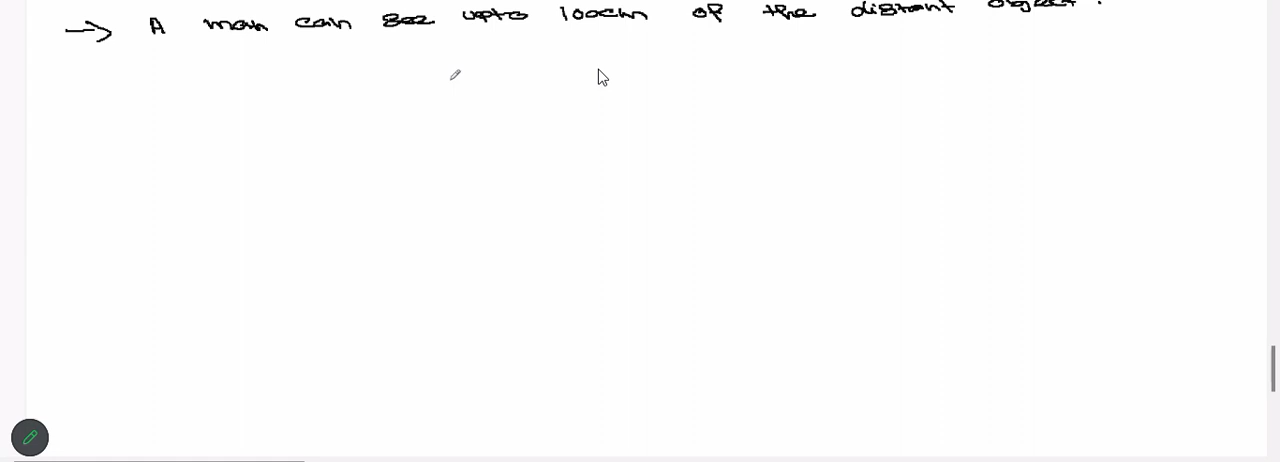 → A man can see upto 100cm of the distant object.